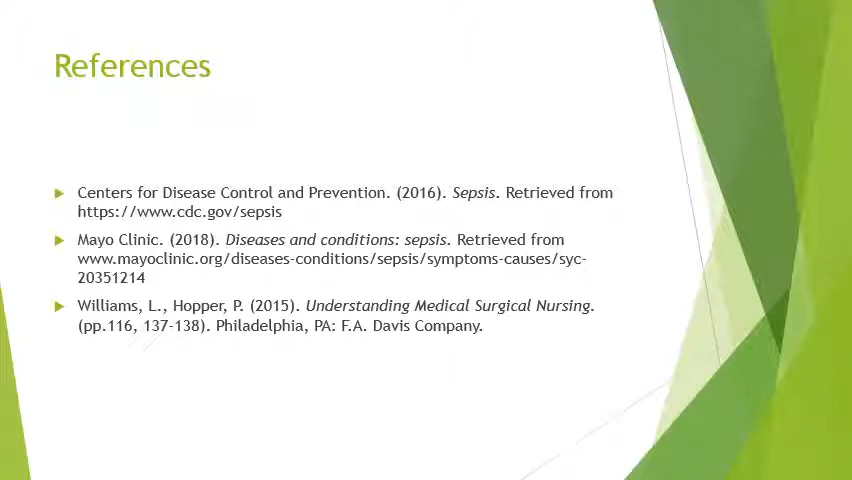 References
Centers for Disease Control and Prevention. (2016). Sepsis. Retrieved from
https://www.cdc.gov/sepsis
Mayo Clinic. (2018). Diseases and conditions: sepsis. Retrieved from
www.mayoclinic.org/diseases-conditions/sepsis/symptoms-causes/syc-
20351214
Williams, L., Hopper, P. (2015). Understanding Medical Surgical Nursing.
(pp.116, 137-138). Philadelphia, PA: F.A. Davis Company.